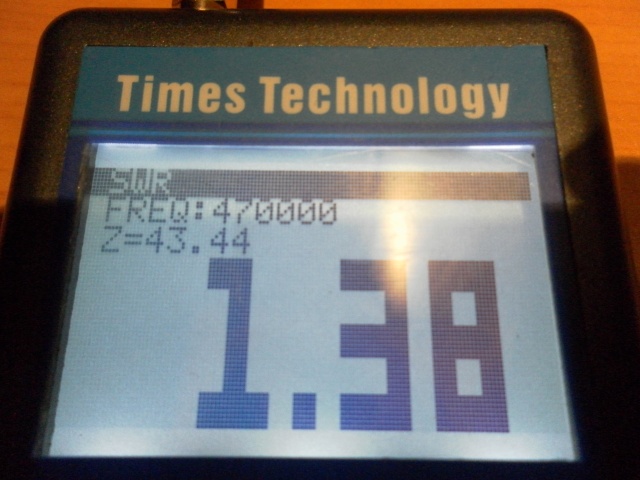 Times Technology
SWR
FREQ:470000
Z=43.44
1.38